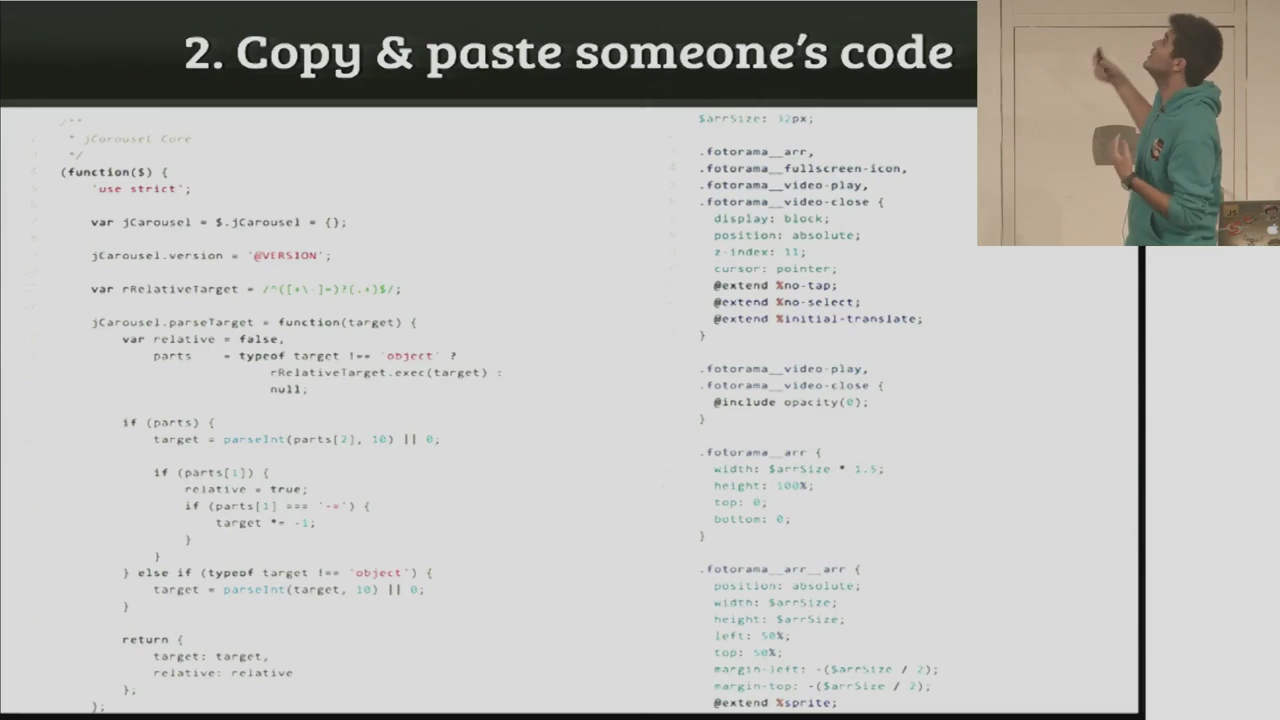 2. Copy & paste someone's code
/**
* jCarousel Core
*/
(function($) {
'use strict';
var jCarousel = $.jCarousel = {};
jCarousel.version = '@VERSION';
var rRelativeTarget = /^([+\-]=)?(.+)$/;
jCarousel.parseTarget = function(target) {
var relative = false,
parts = typeof target !== 'object' ?
rRelativeTarget.exec(target) :
null;
if (parts) {
target = parseInt(parts[2], 10) || 0;
if (parts[1]) {
relative = true;
if (parts[1] === '-=') {
target *= -1;
}
}
} else if (typeof target !== 'object') {
target = parseInt(target, 10) || 0;
}
return {
target: target,
relative: relative
};
};
$arrSize: 32px;
.fotorama__arr,
.fotorama__fullscreen-icon,
.fotorama__video-play,
.fotorama__video-close {
display: block;
position: absolute;
z-index: 11;
cursor: pointer;
@extend %no-tap;
@extend %no-select;
@extend %initial-translate;
}
.fotorama__video-play,
.fotorama__video-close {
@include opacity(0);
}
.fotorama__arr {
width: $arrSize * 1.5;
height: 100%;
top: 0;
bottom: 0;
}
.fotorama__arr__arr {
position: absolute;
width: $arrSize;
height: $arrSize;
left: 50%;
top: 50%;
margin-left: -($arrSize / 2);
margin-top: -($arrSize / 2);
@extend %sprite;
JS